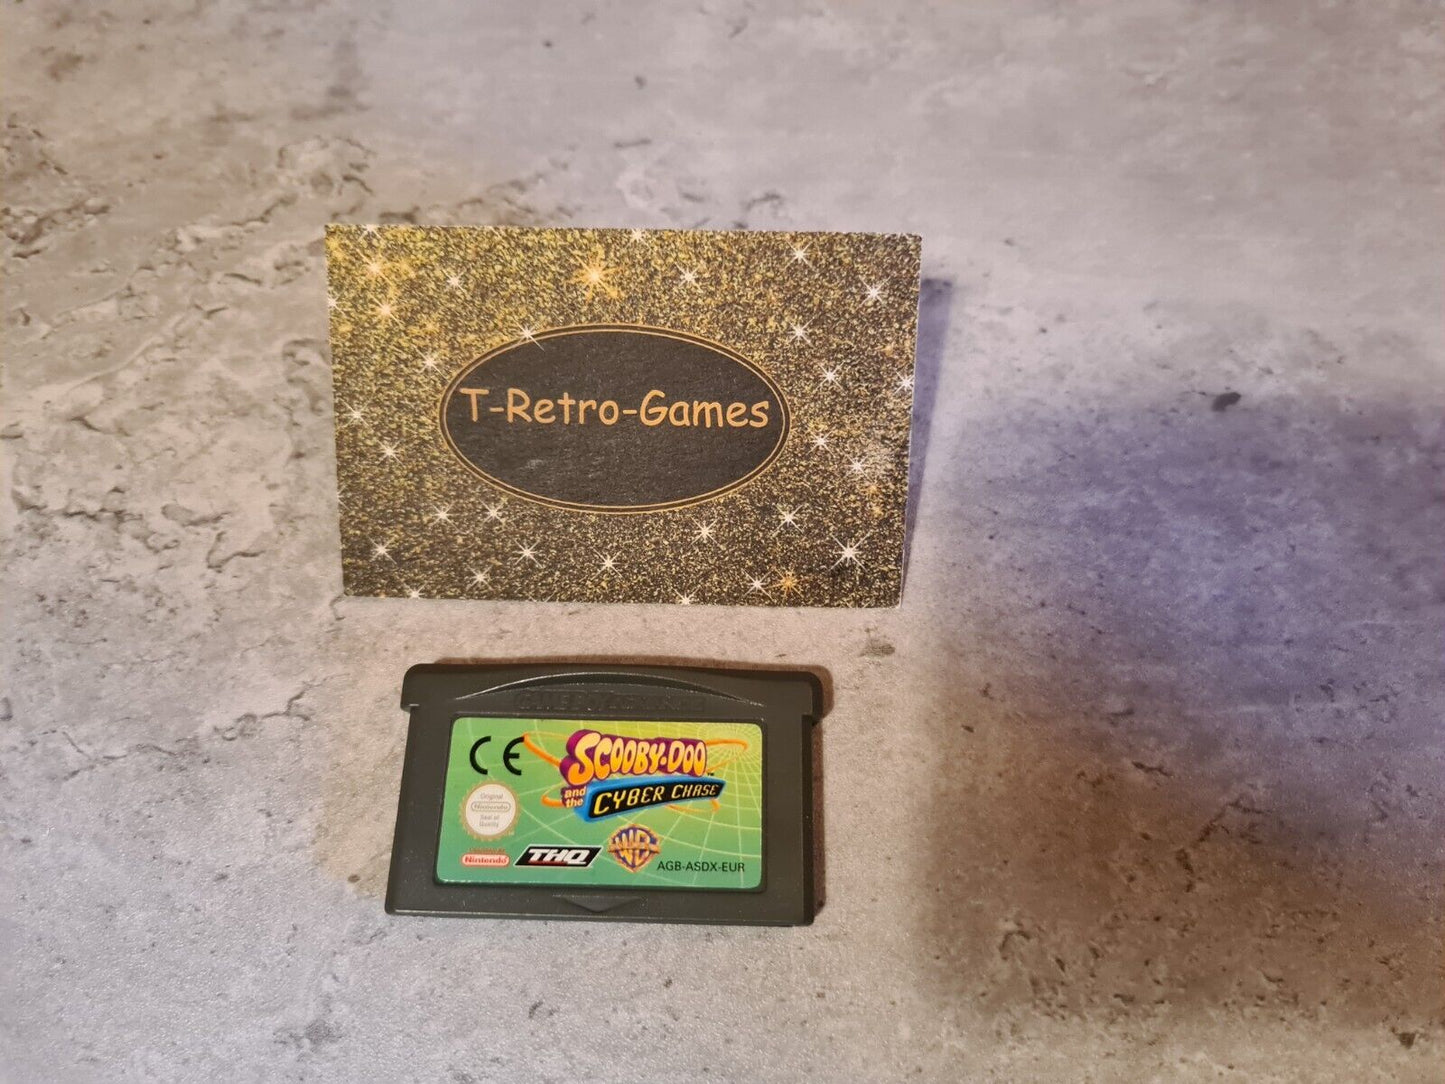 T-Retro-Games
GAME BOY ADVANCE
CE
SCOOBY-DOO™
and the
CYBER CHASE
Original
Nintendo
Seal of
Quality
Nintendo
THQ
WB
AGB-ASDX-EUR